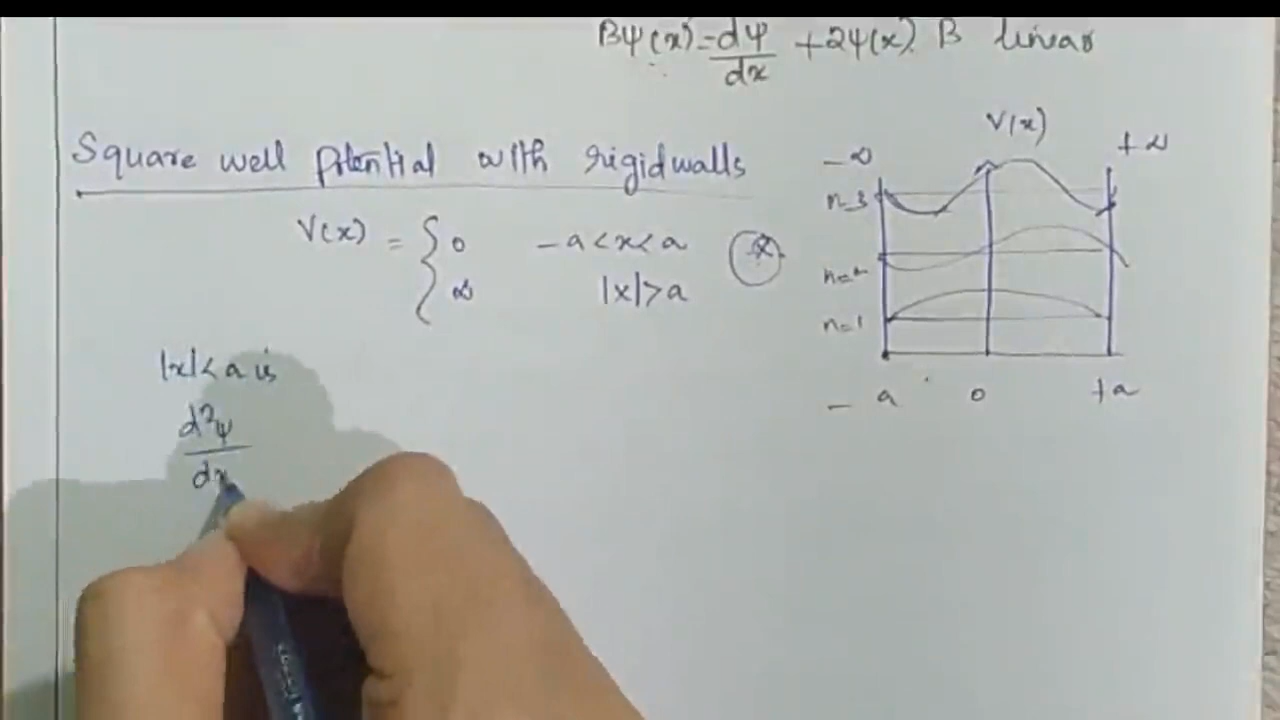 Bψ(x) = dψ/dx + 2ψ(x). B linear
Square well potential with rigid walls
V(x) = { 0 -a < x < a
∞ |x| > a
*
|x| < a is
d²ψ
dx
V(x)
-∞ +∞
n=3
n=2
n=1
-a 0 +a